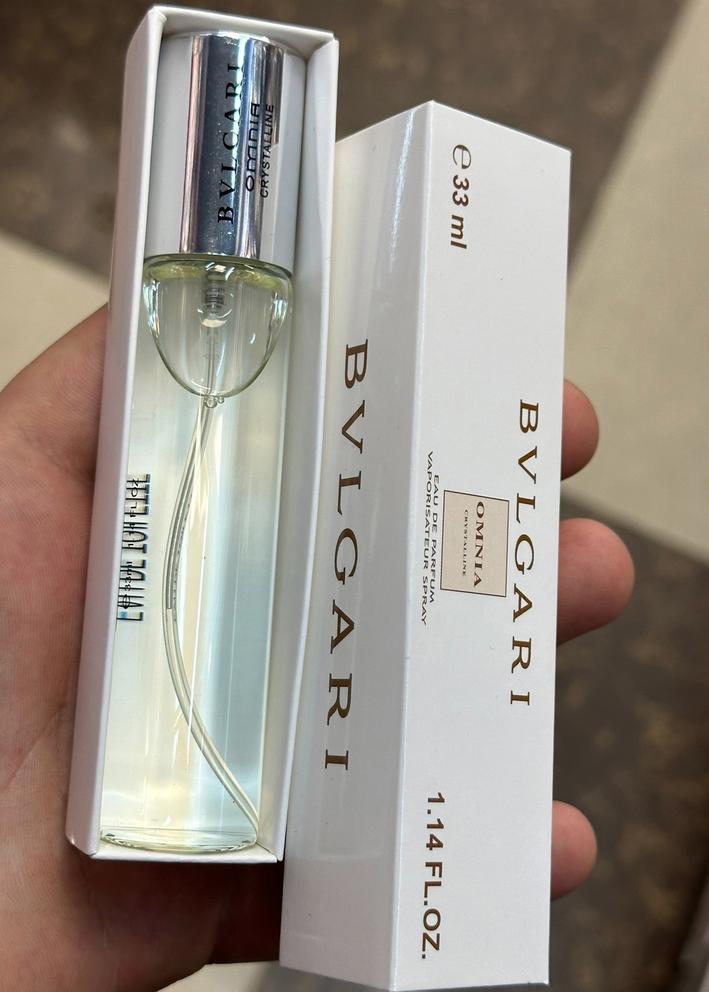 BVLGARI
omnia
CRYSTALLINE
e 33 ml
BVLGARI
BVLGARI
OMNIA
CRYSTALLINE
EAU DE PARFUM
VAPORISATEUR SPRAY
1.14 FL.OZ.